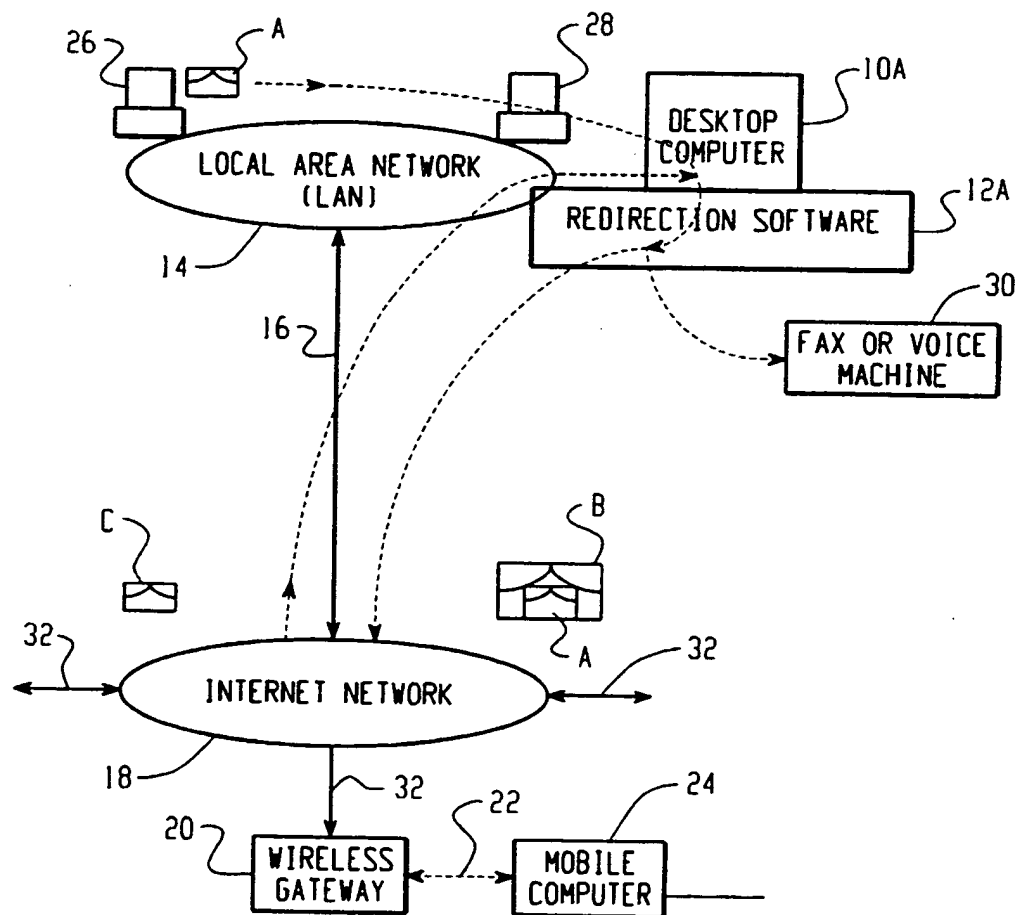 26
A
28
10A
DESKTOP
COMPUTER
LOCAL AREA NETWORK
(LAN)
12A
REDIRECTION SOFTWARE
14
30
16
FAX OR VOICE
MACHINE
C
B
A
32
32
INTERNET NETWORK
18
32
24
20
22
WIRELESS
GATEWAY
MOBILE
COMPUTER